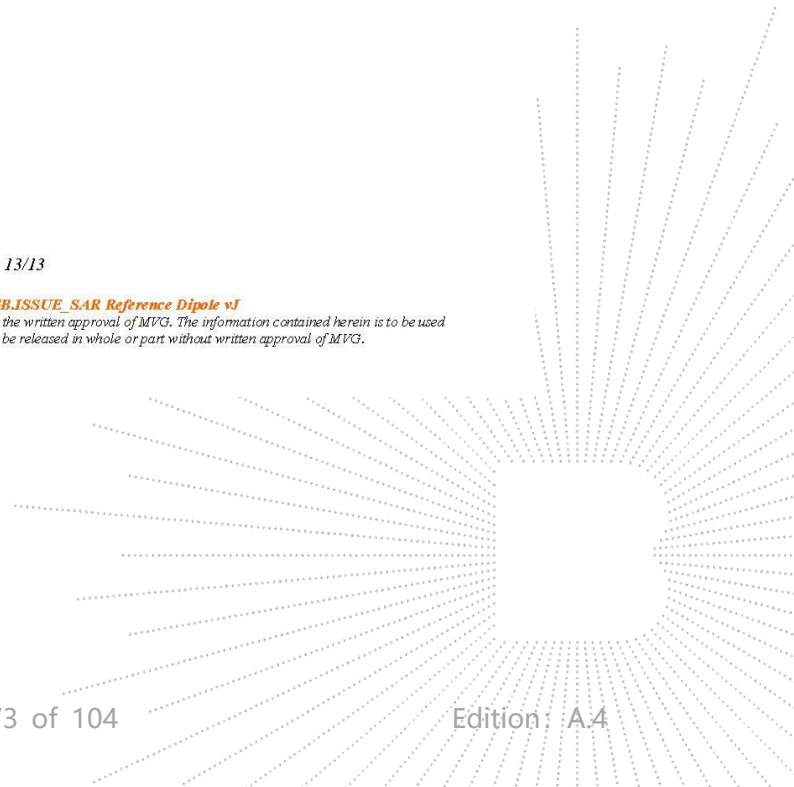 13/13
B.ISSUE_SAR Reference Dipole vJ
the written approval of MVG. The information contained herein is to be used
be released in whole or part without written approval of MVG.
3 of 104
Edition: A.4